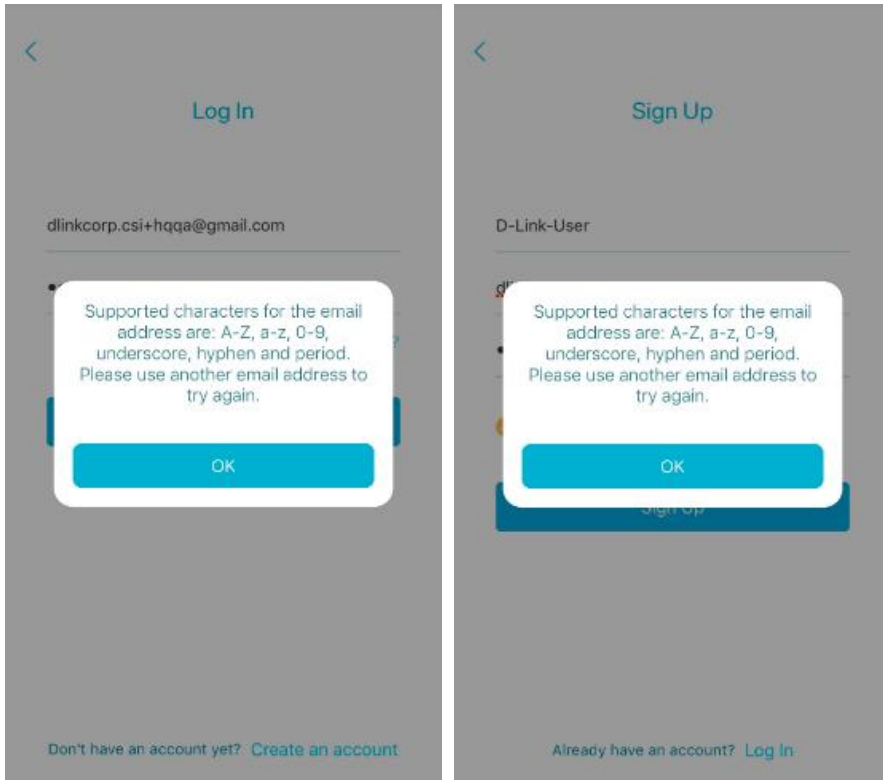 Log In
dlinkcorp.csi+hqqa@gmail.com
Supported characters for the email
address are: A-Z, a-z, 0-9,
underscore, hyphen and period.
Please use another email address to
try again.
?
OK
Don't have an account yet? Create an account
Sign Up
D-Link-User
Supported characters for the email
address are: A-Z, a-z, 0-9,
underscore, hyphen and period.
Please use another email address to
try again.
OK
Sign Up
Already have an account? Log In